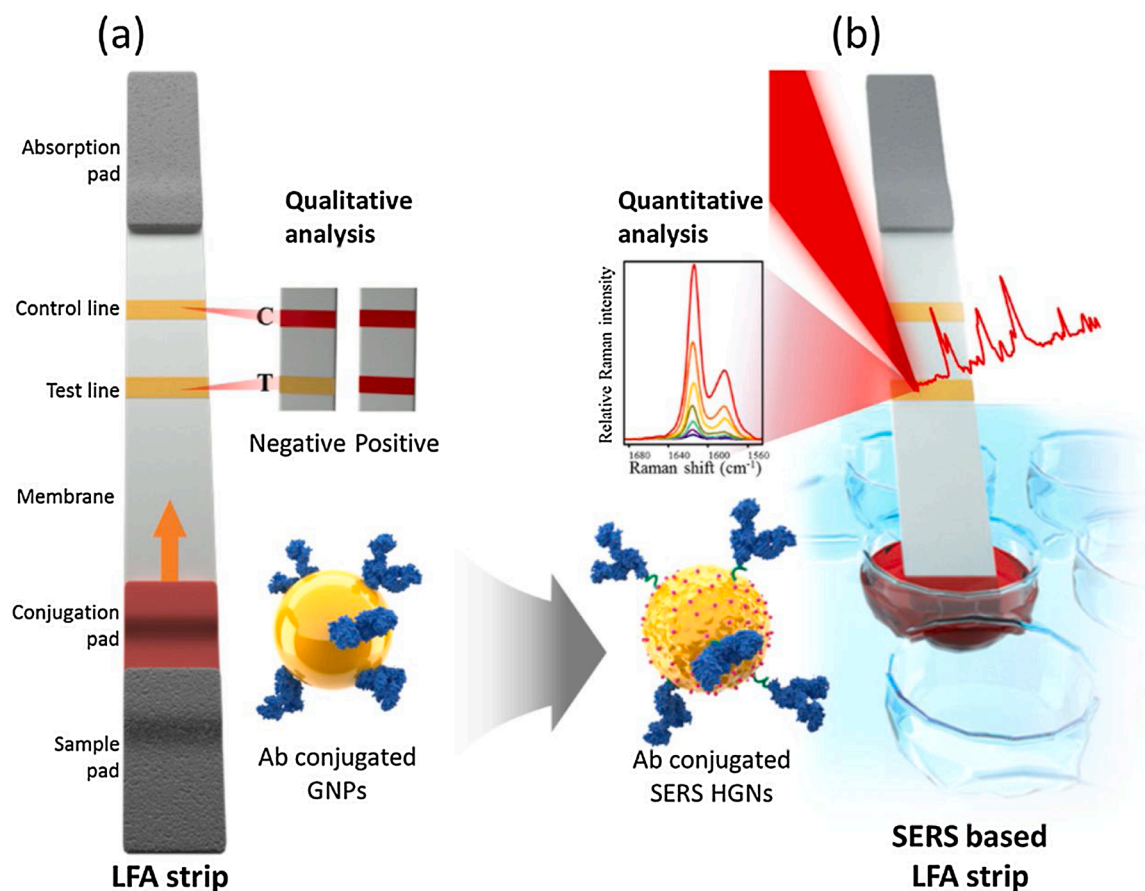 (a)
Absorption
pad
Control line
Test line
Membrane
Conjugation
pad
Sample
pad
LFA strip
Qualitative
analysis
C
T
Negative Positive
Ab conjugated
GNPs
(b)
Quantitative
analysis
Relative Raman intensity
1680 1640 1600 1560
Raman shift (cm⁻¹)
Ab conjugated
SERS HGNs
SERS based
LFA strip